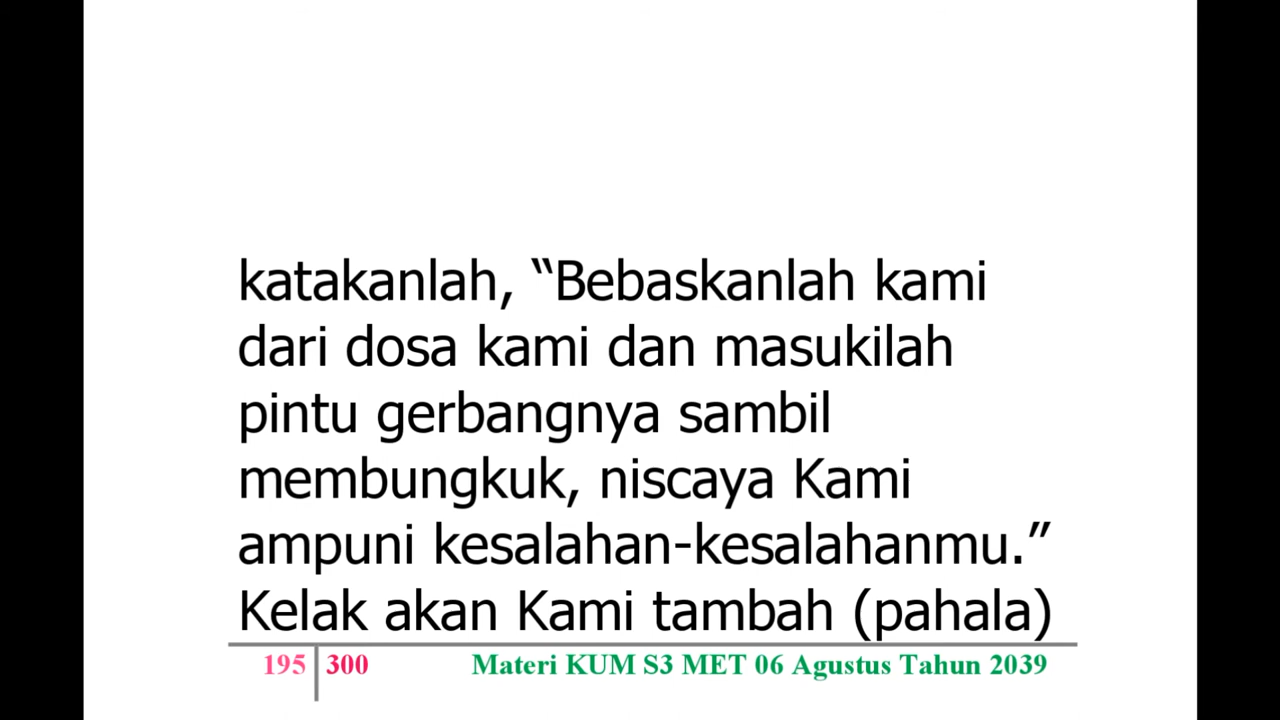 katakanlah, “Bebaskanlah kami
dari dosa kami dan masukilah
pintu gerbangnya sambil
membungkuk, niscaya Kami
ampuni kesalahan-kesalahanmu.”
Kelak akan Kami tambah (pahala)
195 300 Materi KUM S3 MET 06 Agustus Tahun 2039